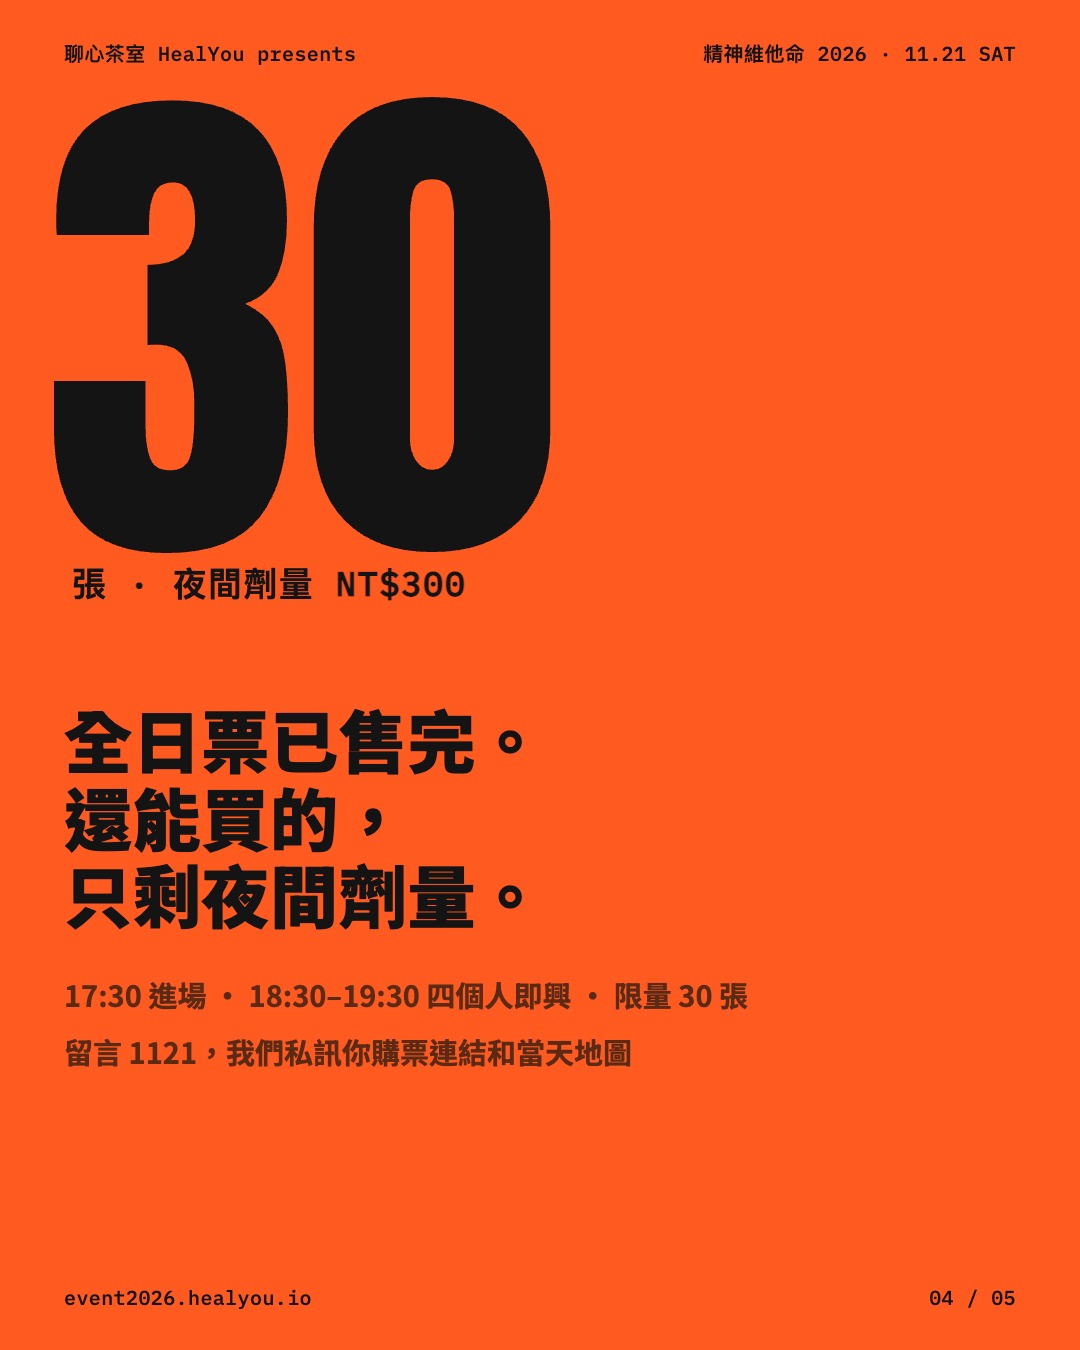 聊心茶室 HealYou presents
精神維他命 2026 · 11.21 SAT
30
張 · 夜間劑量 NT$300
全日票已售完。
還能買的，
只剩夜間劑量。
17:30 進場 · 18:30–19:30 四個人即興 · 限量 30 張
留言 1121，我們私訊你購票連結和當天地圖
event2026.healyou.io
04 / 05